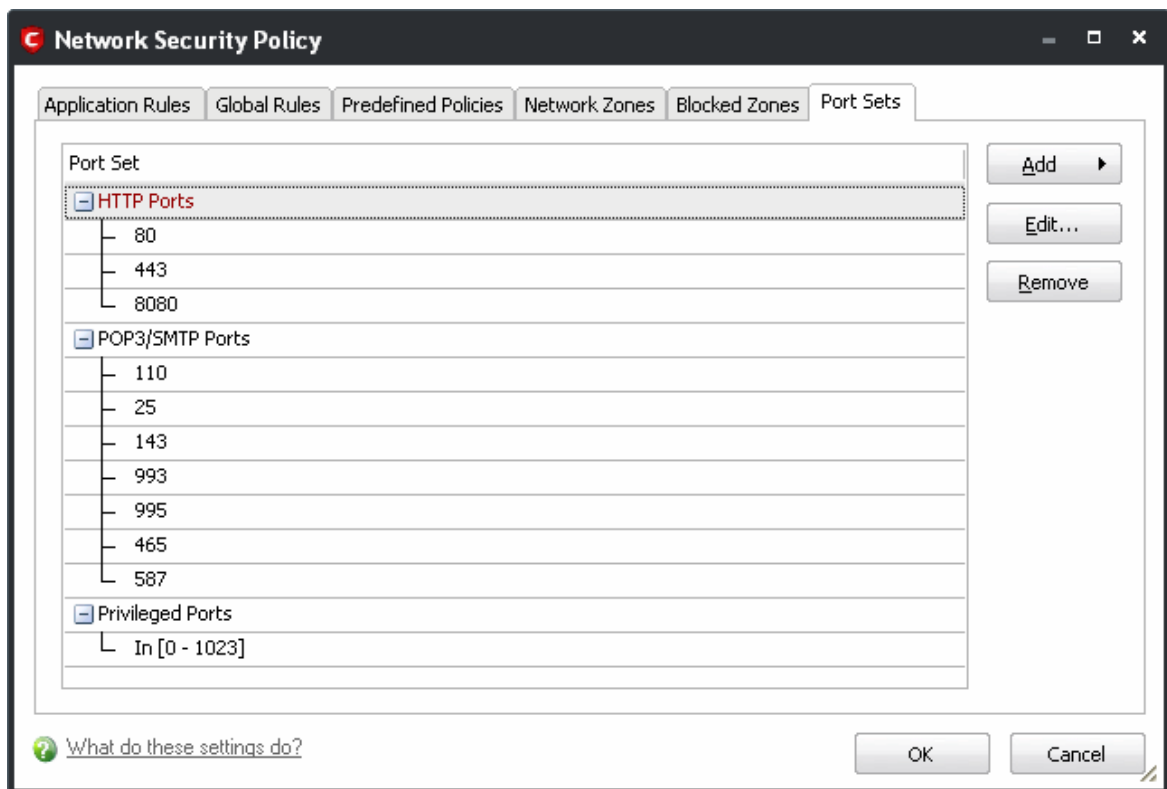 Network Security Policy
Application Rules Global Rules Predefined Policies Network Zones Blocked Zones Port Sets
Port Set
Add
HTTP Ports
80
Edit...
443
Remove
8080
POP3/SMTP Ports
110
25
143
993
995
465
587
Privileged Ports
In [0 - 1023]
What do these settings do?
OK Cancel